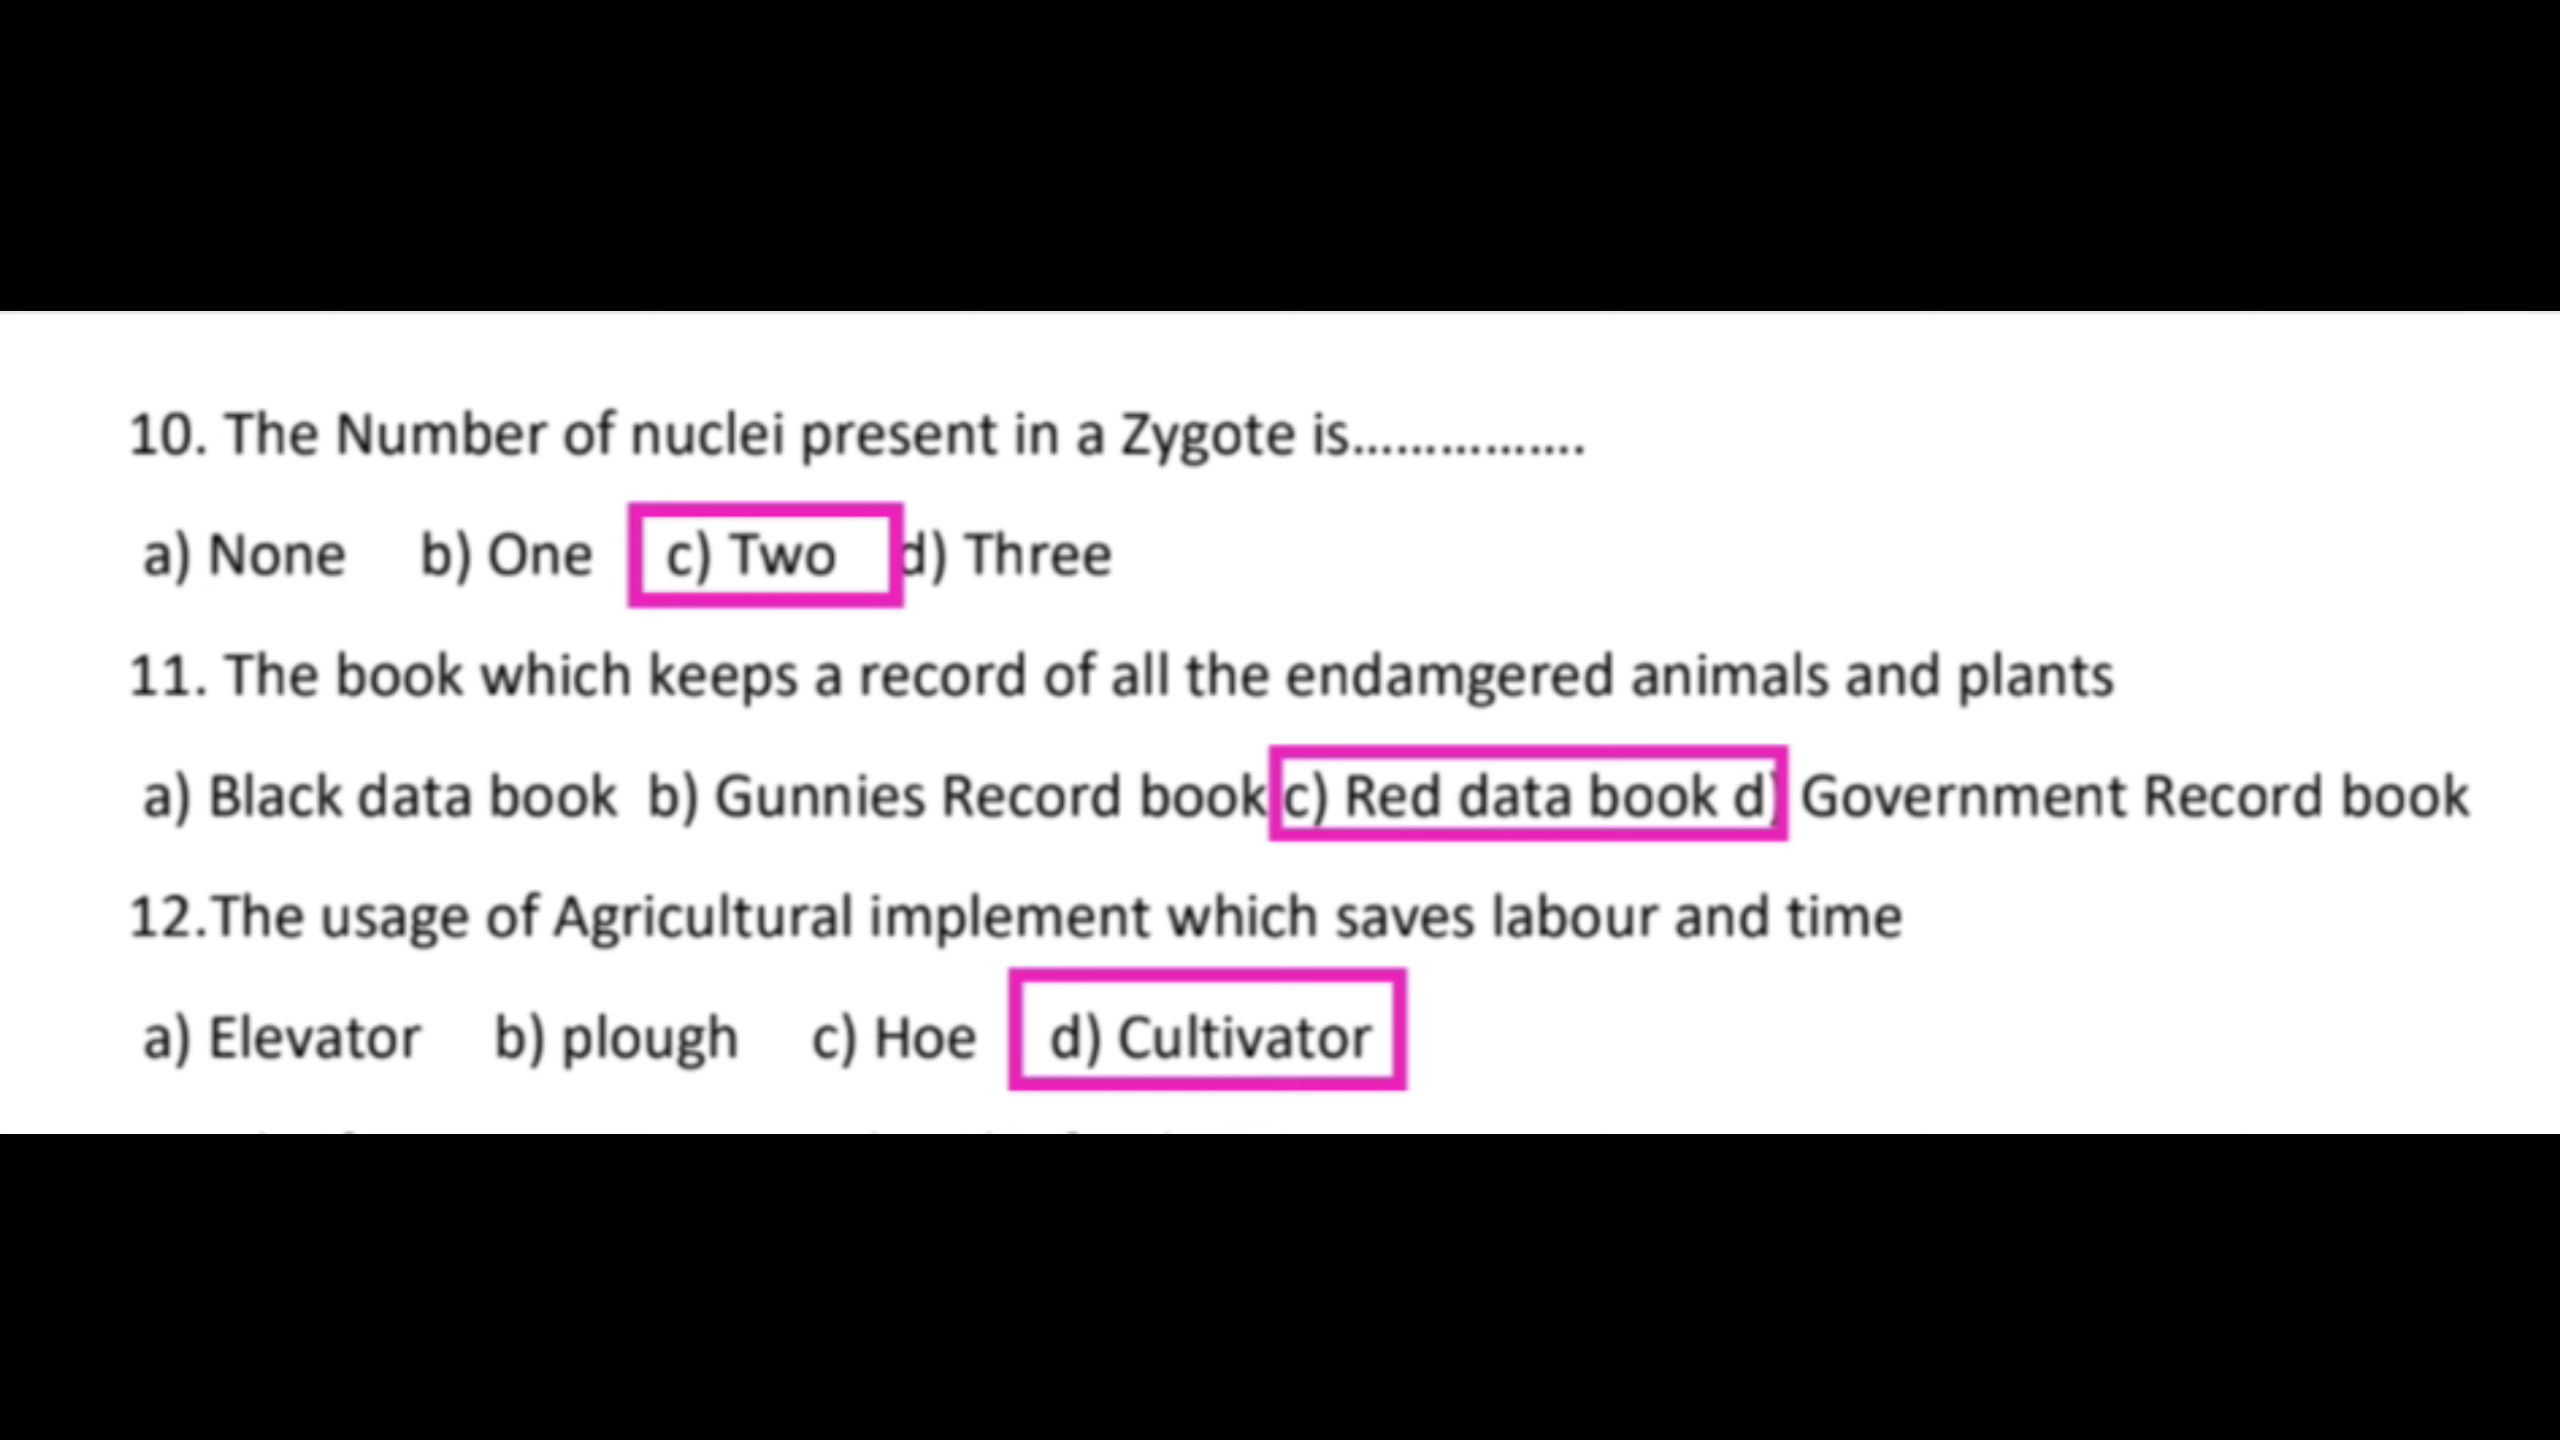 10. The Number of nuclei present in a Zygote is................
a) None b) One c) Two d) Three
11. The book which keeps a record of all the endamgered animals and plants
a) Black data book b) Gunnies Record book c) Red data book d) Government Record book
12.The usage of Agricultural implement which saves labour and time
a) Elevator b) plough c) Hoe d) Cultivator